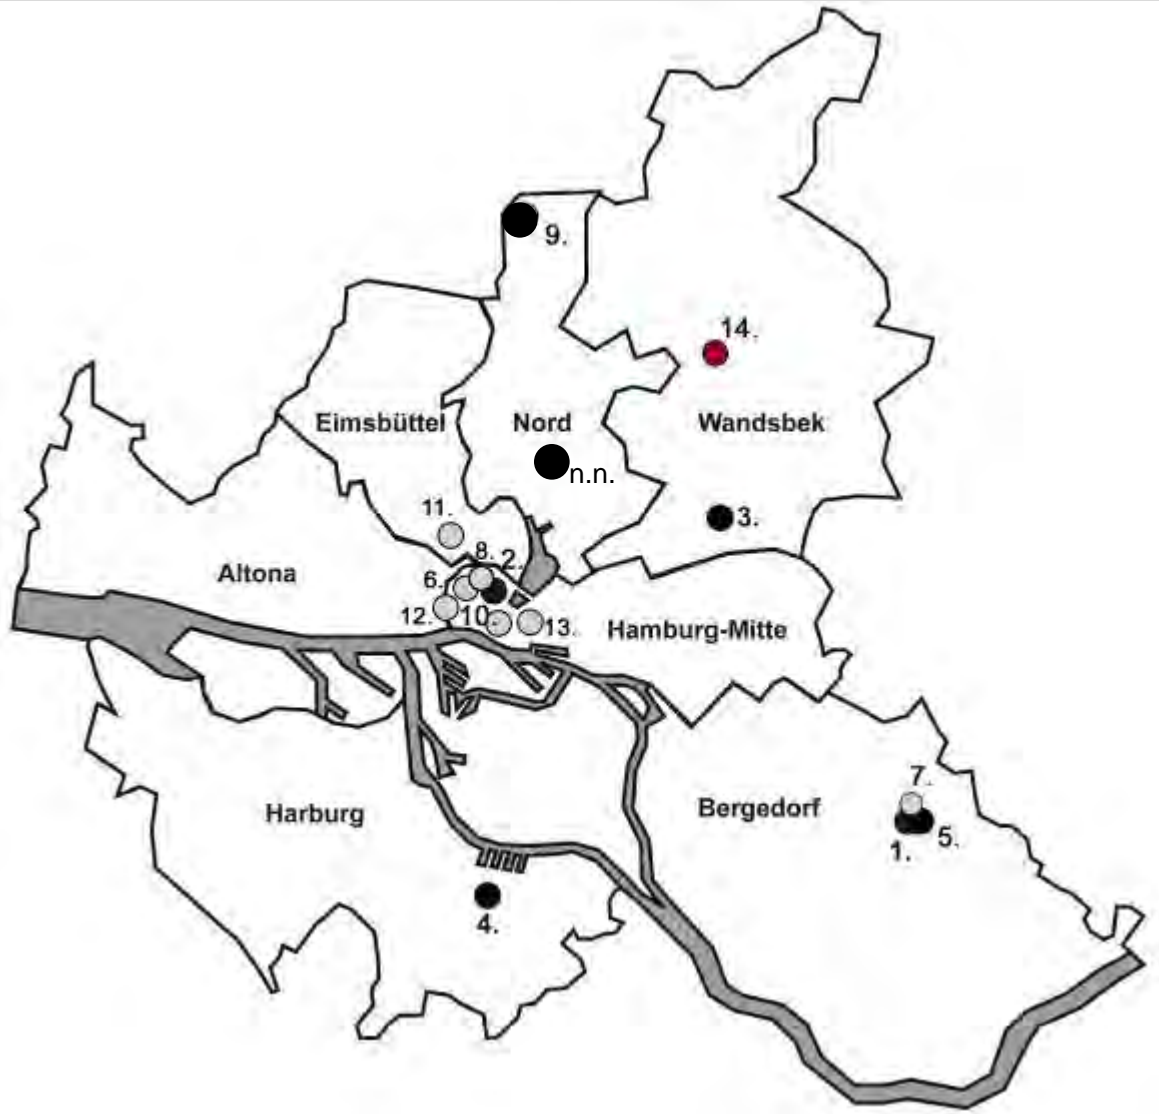 9.
14.
Eimsbüttel
Nord
Wandsbek
n.n.
11.
3.
8.
2.
Altona
6.
12.
10.
13.
Hamburg-Mitte
7.
Harburg
Bergedorf
5.
1.
4.